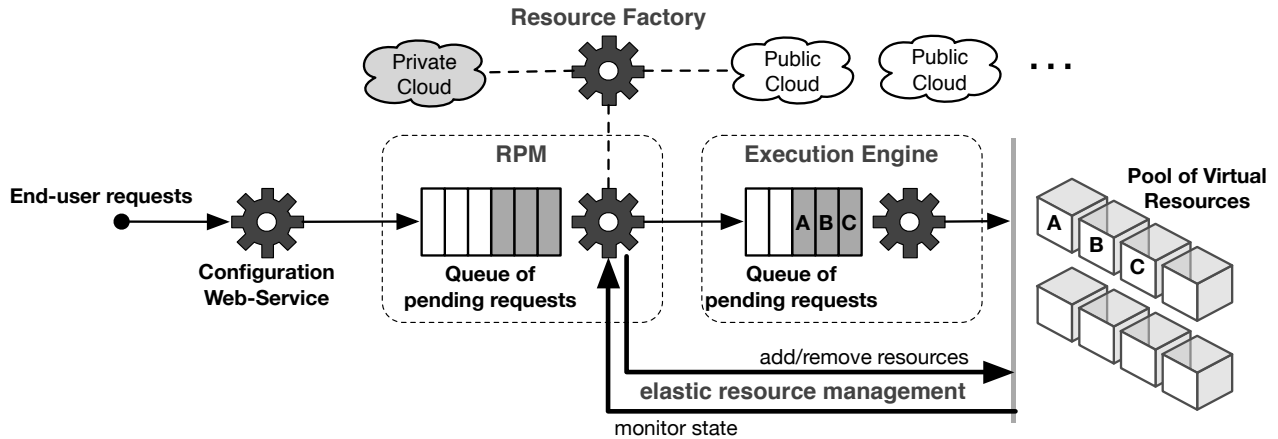 Resource Factory
Private
Cloud
Public
Cloud
Public
Cloud
...
RPM
Execution Engine
End-user requests
Configuration
Web-Service
Queue of
pending requests
A B C
Queue of
pending requests
Pool of Virtual
Resources
A
B
C
add/remove resources
elastic resource management
monitor state